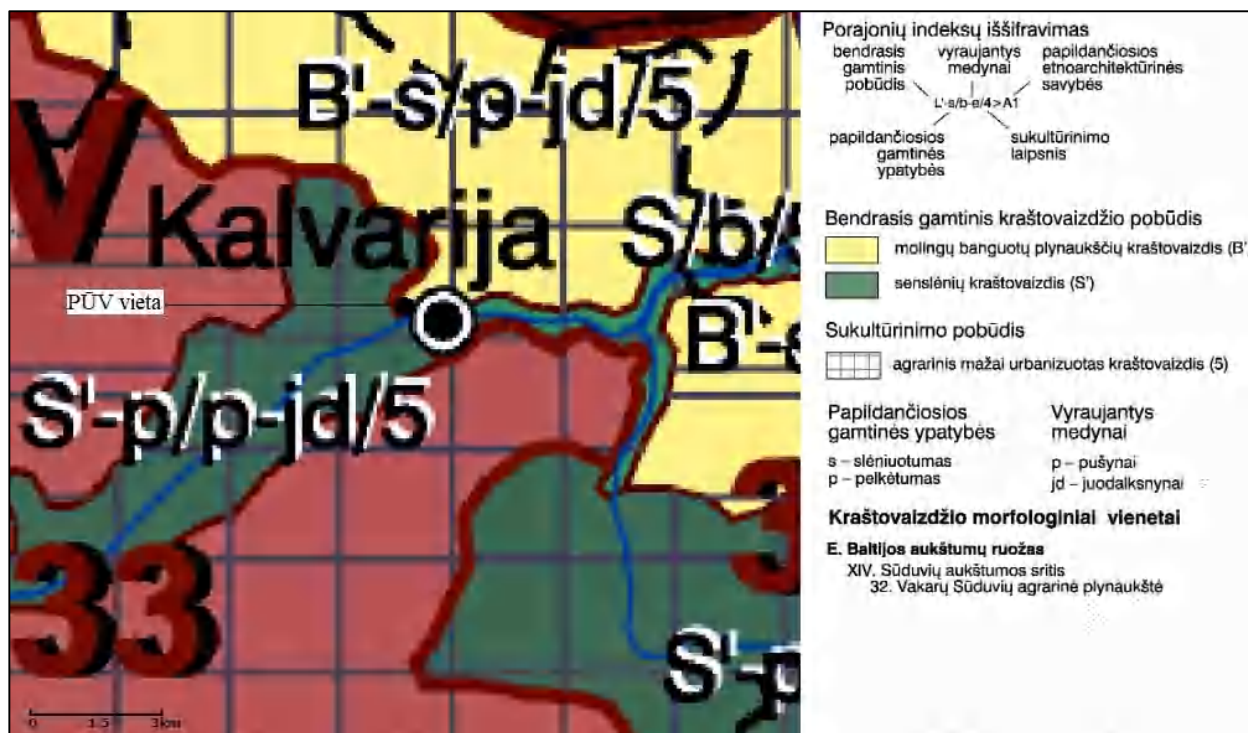 B'-s/p-jd/5
V
Kalvarija
S/b/
PŪV vieta
B'-s
S'-p/p-jd/5
3
33
S'-p
0 1.5 3km
Porajonių indeksų iššifravimas
bendrasis gamtinis pobūdis
vyraujantys medynai
papildančiosios etnoarchitektūrinės savybės
L'-s/b-e/4>A1
papildančiosios gamtinės ypatybės
sukultūrinimo laipsnis
Bendrasis gamtinis kraštovaizdžio pobūdis
molingų banguotų plynaukščių kraštovaizdis (B'
senslėnių kraštovaizdis (S')
Sukultūrinimo pobūdis
agrarinis mažai urbanizuotas kraštovaizdis (5)
Papildančiosios
gamtinės ypatybės
s – slėniuotumas
p – pelkėtumas
Vyraujantys
medynai
p – pušynai
jd – juodalksnynai
Kraštovaizdžio morfologiniai vienetai
E. Baltijos aukštumų ruožas
XIV. Sūduvių aukštumos sritis
32. Vakarų Sūduvių agrarinė plynaukštė